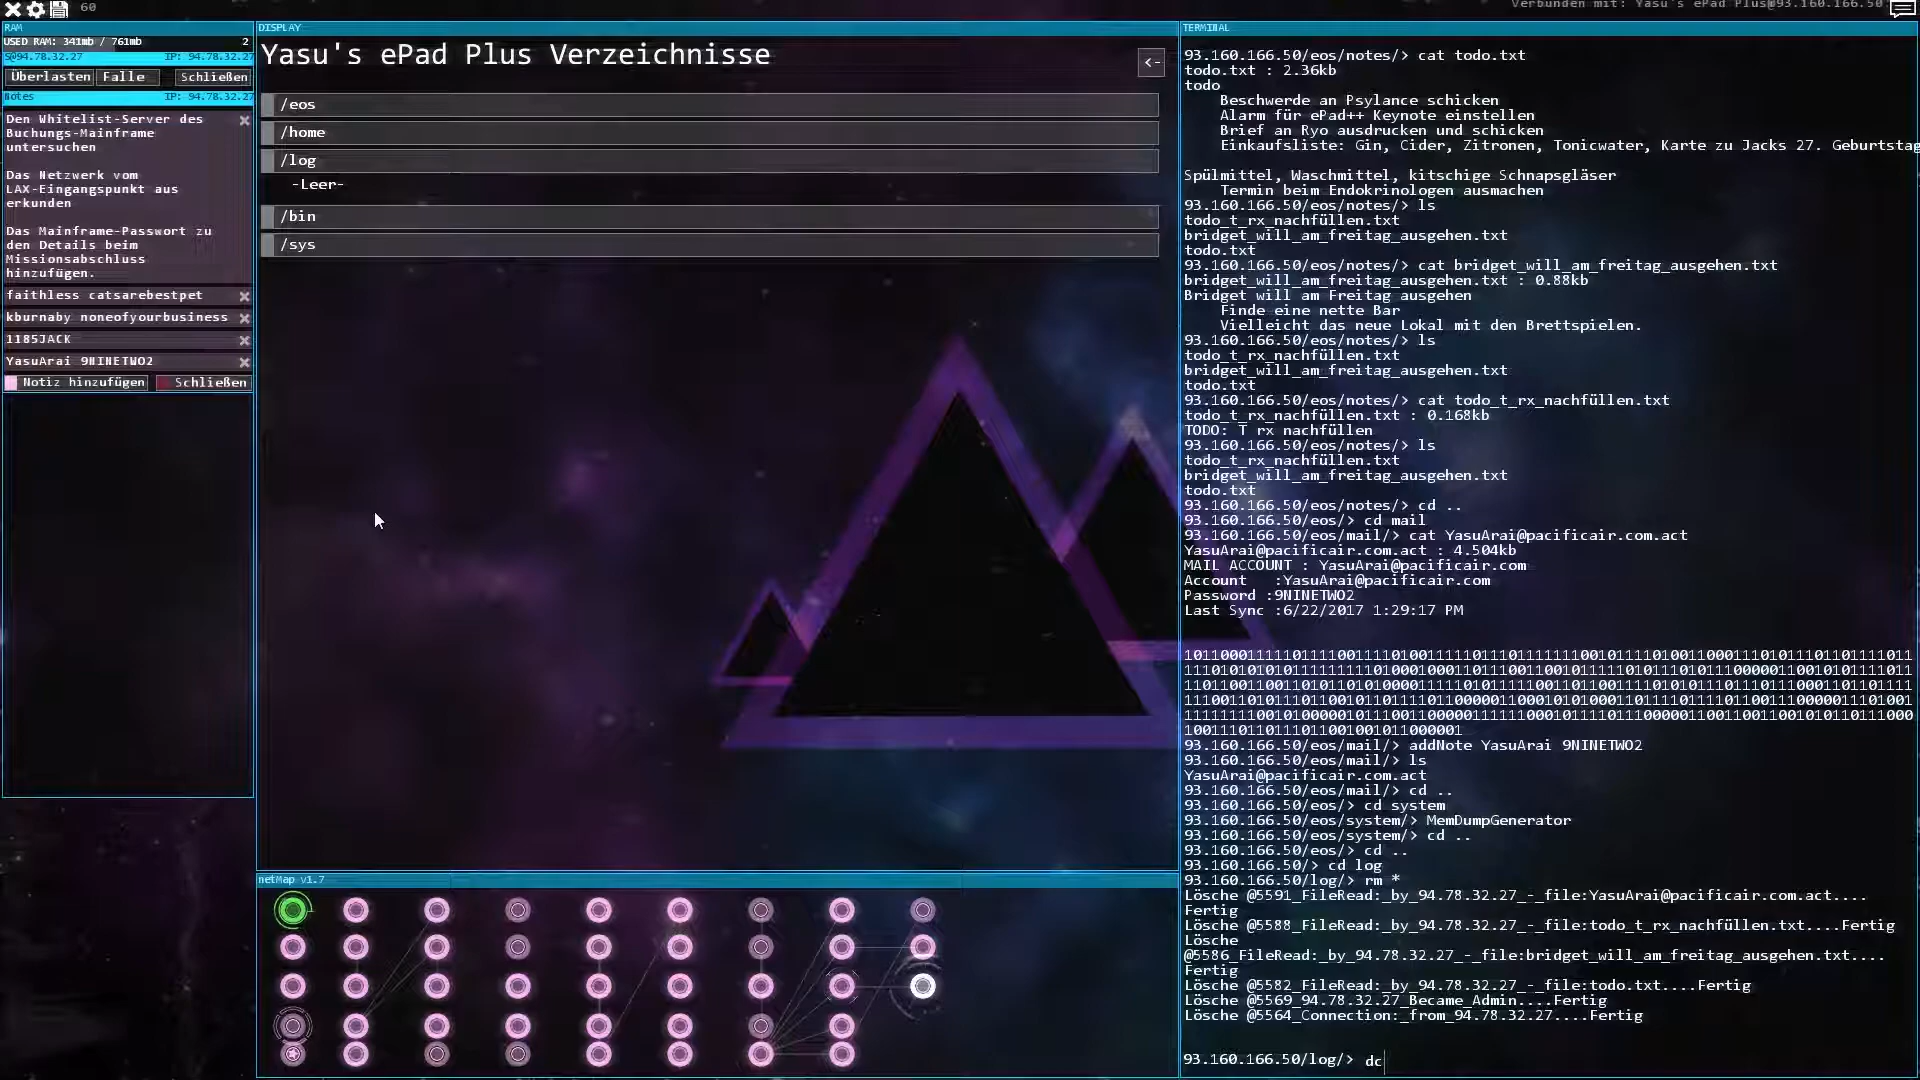 60
Verbunden mit: Yasu's ePad Plus@93.160.166.50
RAM
USED RAM: 341mb / 761mb 2
IP: 94.78.32.27
Überlasten Falle Schließen
Notes IP: 94.78.32.27
Den Whitelist-Server des
Buchungs-Mainframe
untersuchen
Das Netzwerk vom
LAX-Eingangspunkt aus
erkunden
Das Mainframe-Passwort zu
den Details beim
Missionsabschluss
hinzufügen.
faithless catsarebestpet
kburnaby noneofyourbusiness
1185JACK
YasuArai 9NINETWO2
Notiz hinzufügen Schließen
DISPLAY
Yasu's ePad Plus Verzeichnisse
<-
/eos
/home
/log
-Leer-
/bin
/sys
netMap v1.7
TERMINAL
93.160.166.50/eos/notes/> cat todo.txt
todo.txt : 2.36kb
todo
Beschwerde an Psylance schicken
Alarm für ePad++ Keynote einstellen
Brief an Ryo ausdrucken und schicken
Einkaufsliste: Gin, Cider, Zitronen, Tonicwater, Karte zu Jacks 27. Geburtstag
Spülmittel, Waschmittel, kitschige Schnapsgläser
Termin beim Endokrinologen ausmachen
93.160.166.50/eos/notes/> ls
todo_t_rx_nachfüllen.txt
bridget_will_am_freitag_ausgehen.txt
todo.txt
93.160.166.50/eos/notes/> cat bridget_will_am_freitag_ausgehen.txt
bridget_will_am_freitag_ausgehen.txt : 0.88kb
Bridget will am Freitag ausgehen
Finde eine nette Bar
Vielleicht das neue Lokal mit den Brettspielen.
93.160.166.50/eos/notes/> ls
todo_t_rx_nachfüllen.txt
bridget_will_am_freitag_ausgehen.txt
todo.txt
93.160.166.50/eos/notes/> cat todo_t_rx_nachfüllen.txt
todo_t_rx_nachfüllen.txt : 0.168kb
TODO: T rx nachfüllen
93.160.166.50/eos/notes/> ls
todo_t_rx_nachfüllen.txt
bridget_will_am_freitag_ausgehen.txt
todo.txt
93.160.166.50/eos/notes/> cd ..
93.160.166.50/eos/> cd mail
93.160.166.50/eos/mail/> cat YasuArai@pacificair.com.act
YasuArai@pacificair.com.act : 4.504kb
MAIL ACCOUNT : YasuArai@pacificair.com
Account :YasuArai@pacificair.com
Password :9NINETWO2
Last Sync :6/22/2017 1:29:17 PM
93.160.166.50/eos/mail/> addNote YasuArai 9NINETWO2
93.160.166.50/eos/mail/> ls
YasuArai@pacificair.com.act
93.160.166.50/eos/mail/> cd ..
93.160.166.50/eos/> cd system
93.160.166.50/eos/system/> MemDumpGenerator
93.160.166.50/eos/system/> cd ..
93.160.166.50/eos/> cd ..
93.160.166.50/> cd log
93.160.166.50/log/> rm *
Lösche @5591_FileRead:_by_94.78.32.27_-_file:YasuArai@pacificair.com.act....
Fertig
Lösche @5588_FileRead:_by_94.78.32.27_-_file:todo_t_rx_nachfüllen.txt....Fertig
Lösche
@5586_FileRead:_by_94.78.32.27_-_file:bridget_will_am_freitag_ausgehen.txt....
Fertig
Lösche @5582_FileRead:_by_94.78.32.27_-_file:todo.txt....Fertig
Lösche @5569_94.78.32.27_Became_Admin....Fertig
Lösche @5564_Connection:_from_94.78.32.27....Fertig
93.160.166.50/log/> dc